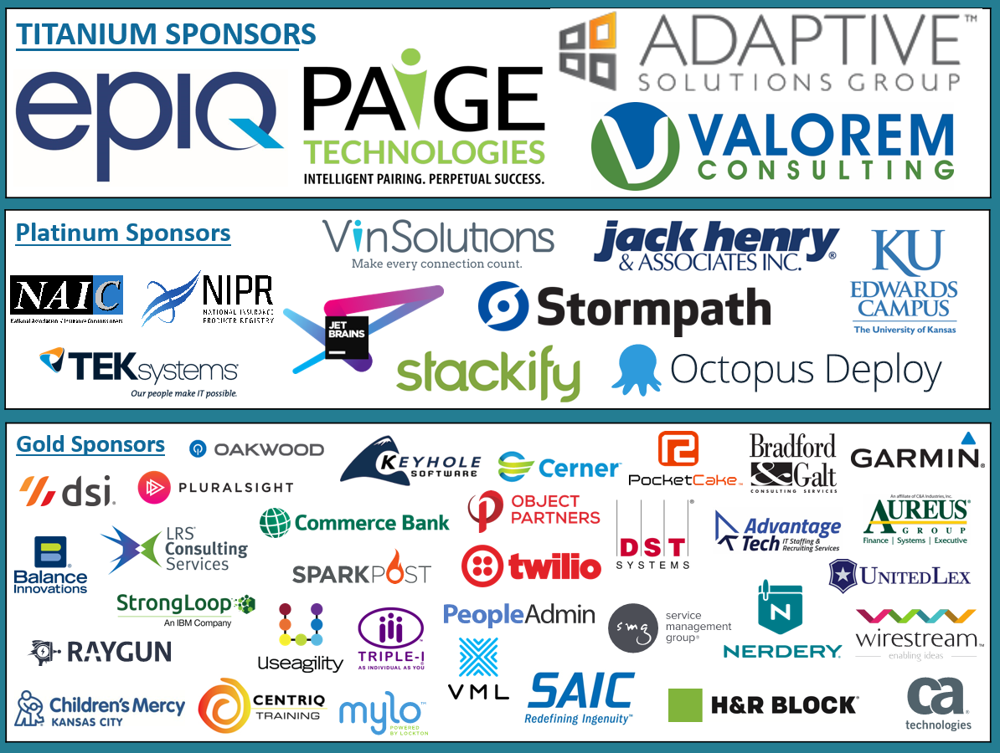 TITANIUM SPONSORS
epiq
PAiGE
TECHNOLOGIES
INTELLIGENT PAIRING. PERPETUAL SUCCESS.
ADAPTIVE™
SOLUTIONS GROUP
VALOREM
CONSULTING
Platinum Sponsors
VinSolutions
Make every connection count.
jack henry®
& ASSOCIATES INC.
KU
EDWARDS
CAMPUS
The University of Kansas
NAIC
National Association of Insurance Commissioners
NIPR
NATIONAL INSURANCE
PRODUCER REGISTRY
JET
BRAINS
Stormpath
TEKsystems
Our people make IT possible.
stackify
Octopus Deploy
Gold Sponsors
OAKWOOD
KEYHOLE
SOFTWARE
Cerner™
PocketCake™
Bradford
& Galt
CONSULTING SERVICES
GARMIN®
dsi®
PLURALSIGHT
Commerce Bank
OBJECT
PARTNERS
DST®
SYSTEMS
Advantage
Tech
IT Staffing &
Recruiting Services
An affiliate of C&A Industries, Inc.
AUREUS®
GROUP
Finance | Systems | Executive
Balance®
Innovations
LRS®
Consulting
Services
SPARKPOST
twilio
UNITEDLEX
StrongLoop
An IBM Company
Useagility
TRIPLE-I
AS INDIVIDUAL AS YOU
PeopleAdmin
smg
service
management
group®
N
NERDERY.
wirestream™
enabling ideas
RAYGUN
VML
Children's Mercy
KANSAS CITY
CENTRIQ™
TRAINING
mylo™
POWERED
BY LOCKTON
SAIC
Redefining Ingenuity™
H&R BLOCK®
ca®
technologies